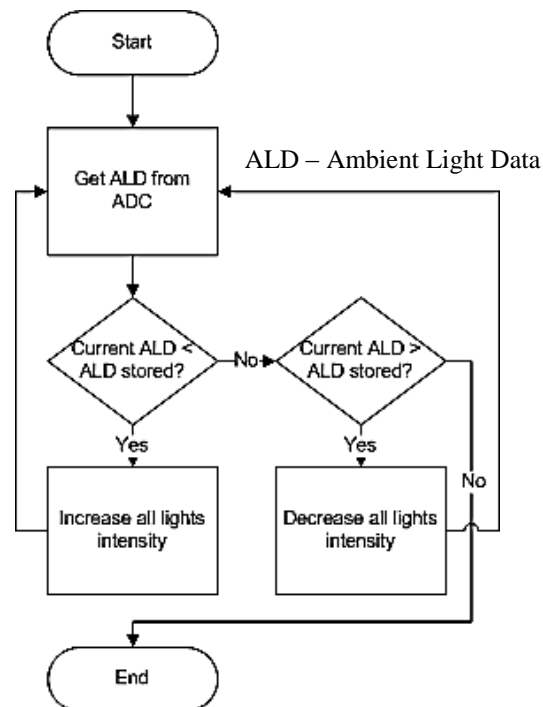 Start
ALD – Ambient Light Data
Get ALD from
ADC
Current ALD <
ALD stored?
No
Current ALD >
ALD stored?
Yes
Yes
No
Increase all lights
intensity
Decrease all lights
intensity
End